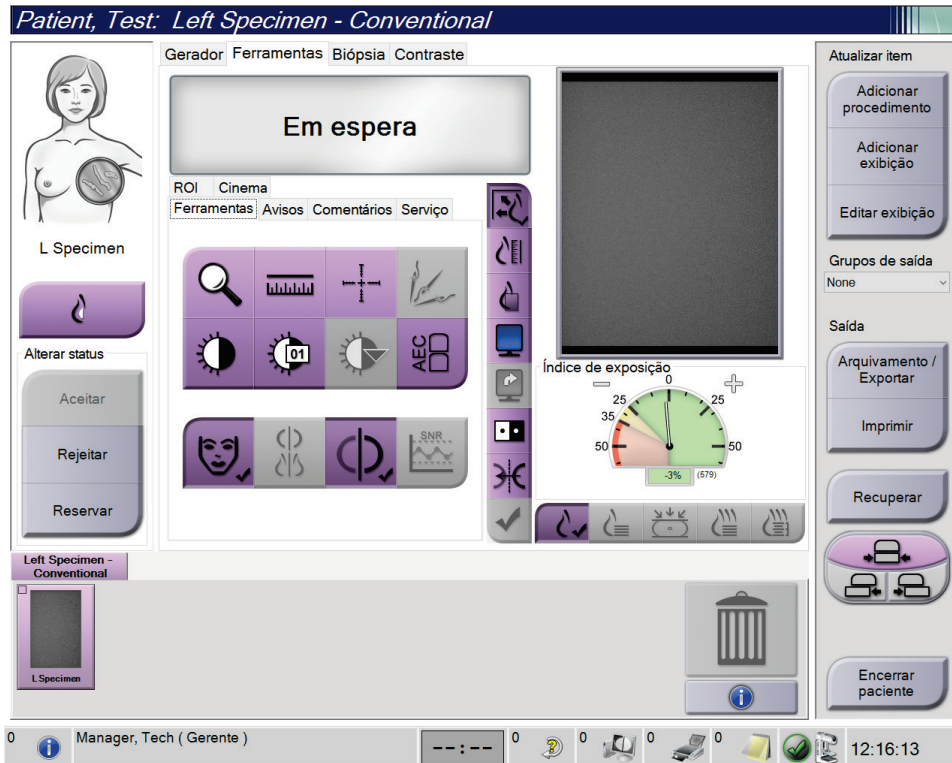 Patient, Test: Left Specimen - Conventional
Gerador Ferramentas Biópsia Contraste
Em espera
ROI Cinema
Ferramentas Avisos Comentários Serviço
L Specimen
Alterar status
Aceitar
Rejeitar
Reservar
01
AEC
SNR
Índice de exposição
0
25 25
35
50 50
-3% (579)
Atualizar item
Adicionar
procedimento
Adicionar
exibição
Editar exibição
Grupos de saída
None
Saída
Arquivamento /
Exportar
Imprimir
Recuperar
Encerrar
paciente
Left Specimen -
Conventional
L Specimen
0 Manager, Tech ( Gerente ) --:-- 0 0 0 0 12:16:13